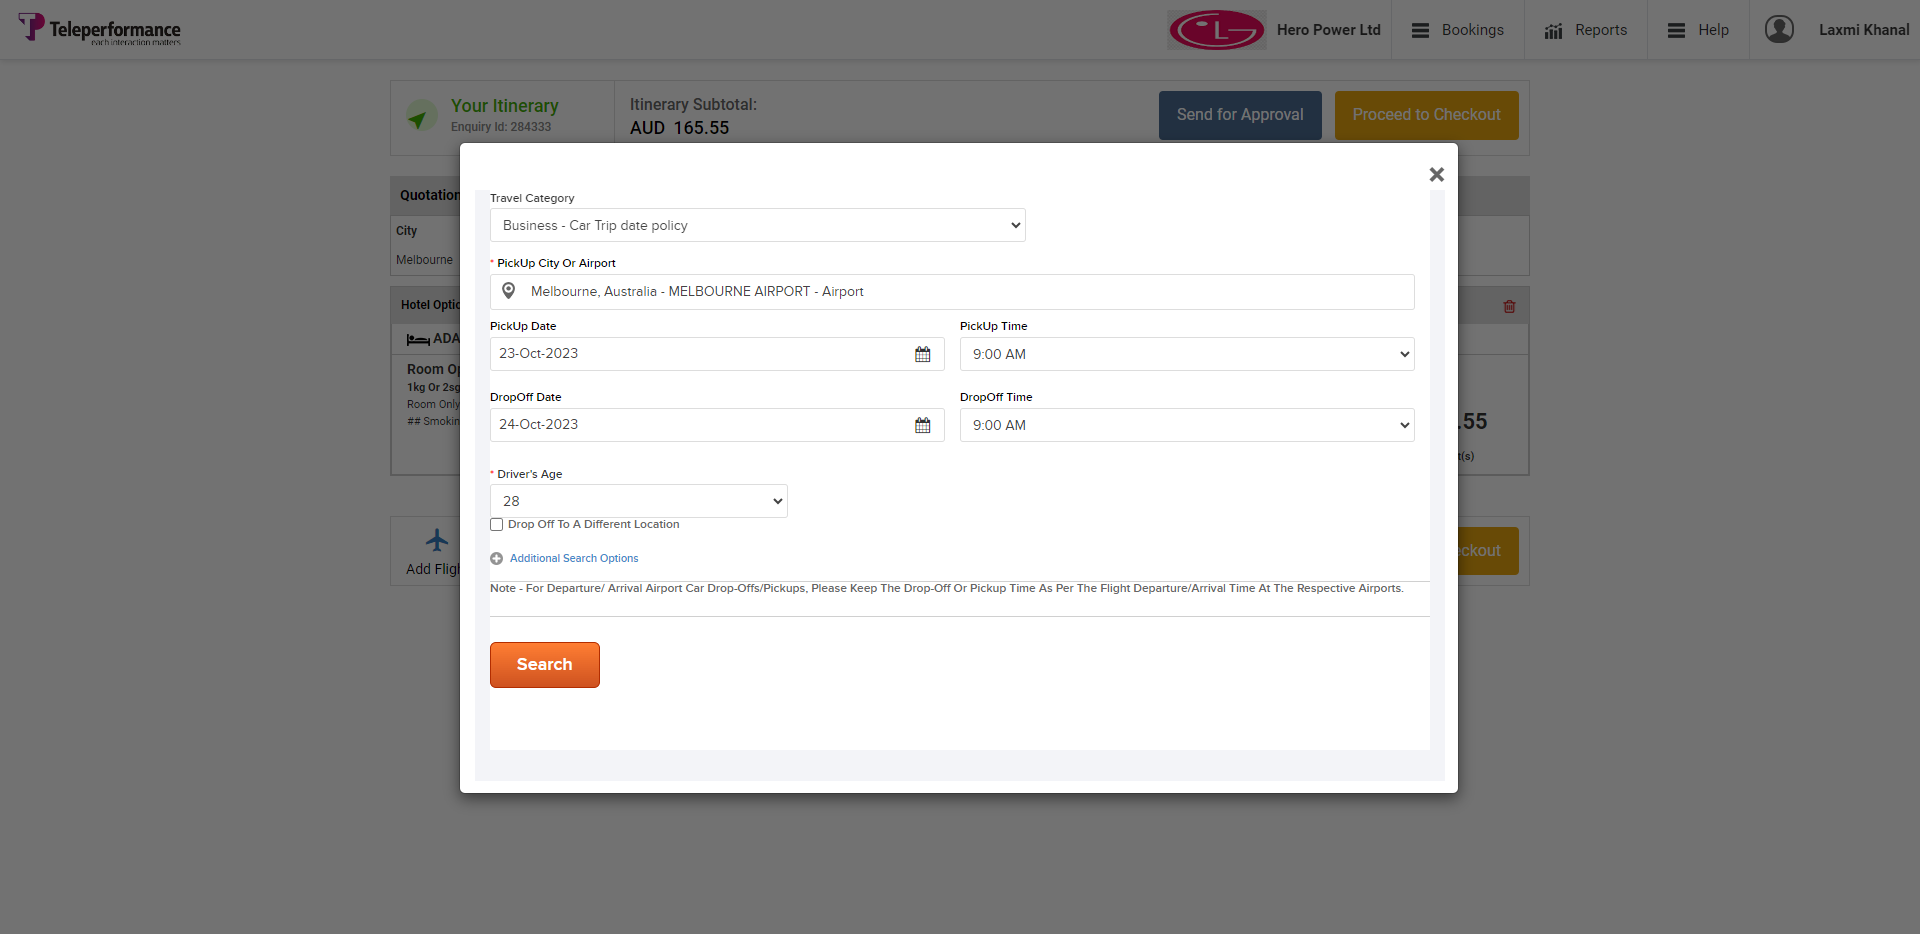 Teleperformance
each interaction matters
LG
Hero Power Ltd
Bookings
Reports
Help
Laxmi Khanal
Your Itinerary
Enquiry Id: 284333
Itinerary Subtotal:
AUD 165.55
Send for Approval
Proceed to Checkout
Quotation
City
Melbourne
Hotel Optio
ADA
Room Op
1kg Or 2sg
Room Only
## Smokin
.55
t(s)
Add Fligh
eckout
×
Travel Category
Business - Car Trip date policy
* PickUp City Or Airport
Melbourne, Australia - MELBOURNE AIRPORT - Airport
PickUp Date
PickUp Time
23-Oct-2023
9:00 AM
DropOff Date
DropOff Time
24-Oct-2023
9:00 AM
* Driver's Age
28
Drop Off To A Different Location
Additional Search Options
Note - For Departure/ Arrival Airport Car Drop-Offs/Pickups, Please Keep The Drop-Off Or Pickup Time As Per The Flight Departure/Arrival Time At The Respective Airports.
Search